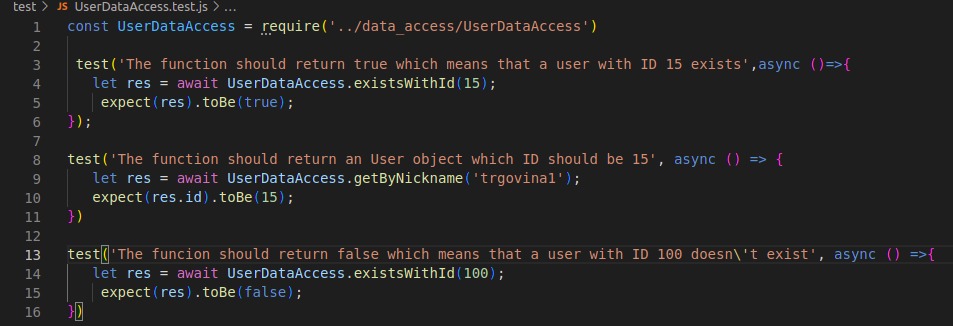 test > JS UserDataAccess.test.js > ...
1 const UserDataAccess = require('../data_access/UserDataAccess')
2
3 test('The function should return true which means that a user with ID 15 exists',async ()=>{
4 let res = await UserDataAccess.existsWithId(15);
5 expect(res).toBe(true);
6 });
7
8 test('The function should return an User object which ID should be 15', async () => {
9 let res = await UserDataAccess.getByNickname('trgovina1');
10 expect(res.id).toBe(15);
11 })
12
13 test('The funcion should return false which means that a user with ID 100 doesn\'t exist', async () =>{
14 let res = await UserDataAccess.existsWithId(100);
15 expect(res).toBe(false);
16 })